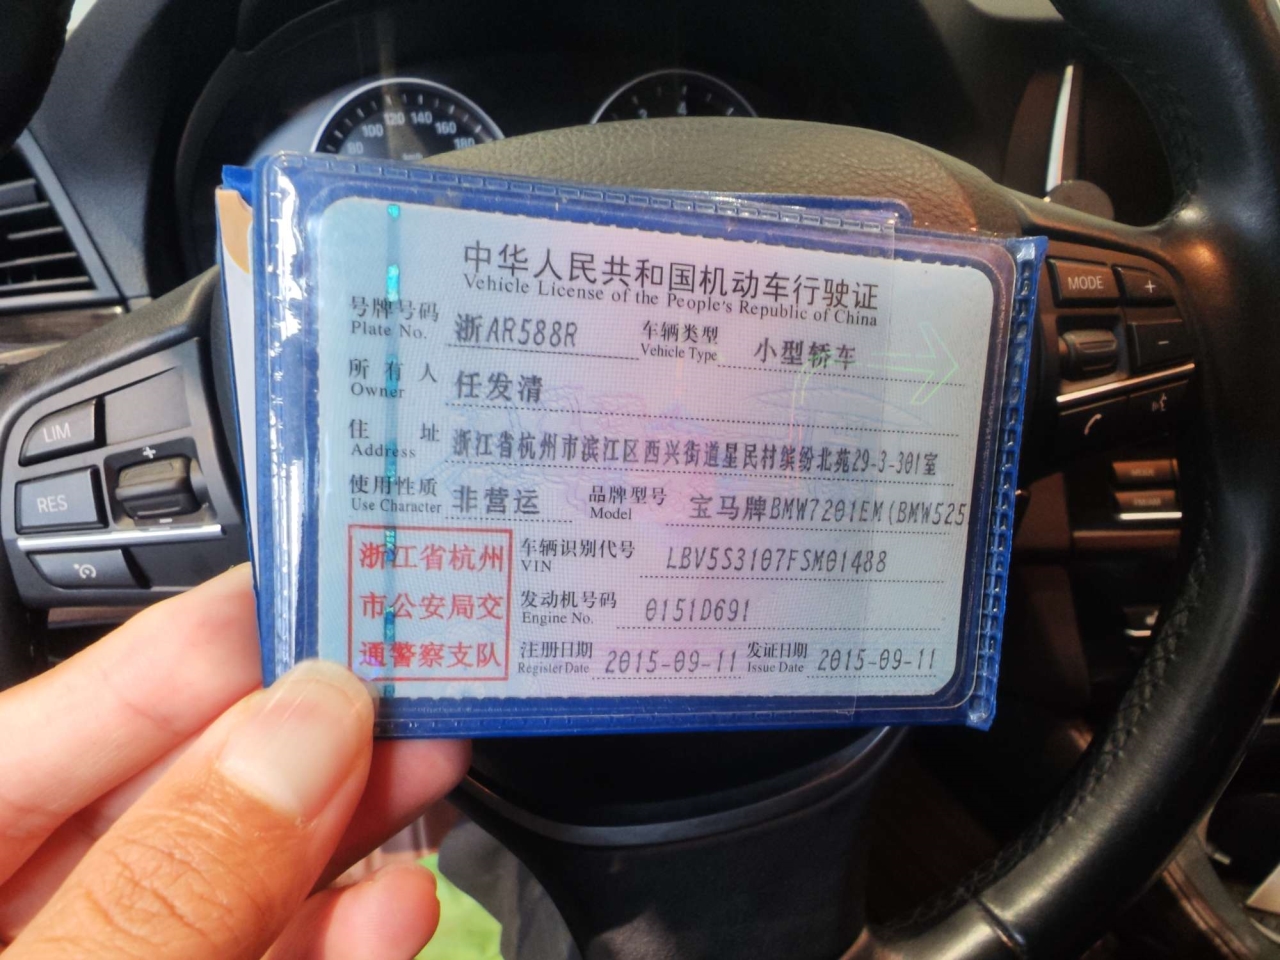 80 100 120 140 160 180
km/h
中华人民共和国机动车行驶证
Vehicle License of the People's Republic of China
号牌号码 浙AR588R 车辆类型 小型轿车
Plate No. Vehicle Type
所有人 任发清
Owner
住址 浙江省杭州市滨江区西兴街道星民村缤纷北苑29-3-301室
Address
使用性质 非营运 品牌型号 宝马牌BMW7201EM(BMW525
Use Character Model
浙江省杭州
市公安局交
通警察支队
车辆识别代号 LBV5S3107FSM01488
VIN
发动机号码 0151D691
Engine No.
注册日期 2015-09-11 发证日期 2015-09-11
Register Date Issue Date
LIM
+
RES
−
MODE
+
−